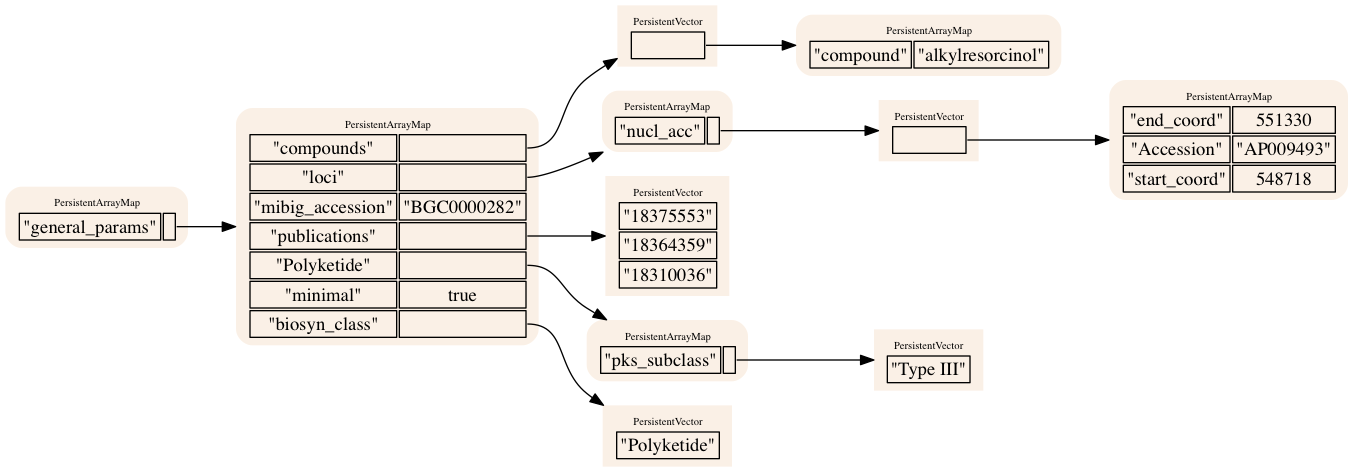 PersistentArrayMap
"general_params"
PersistentArrayMap
"compounds"
"loci"
"mibig_accession" "BGC0000282"
"publications"
"Polyketide"
"minimal" true
"biosyn_class"
PersistentVector
PersistentArrayMap
"compound" "alkylresorcinol"
PersistentArrayMap
"nucl_acc"
PersistentVector
PersistentArrayMap
"end_coord" 551330
"Accession" "AP009493"
"start_coord" 548718
PersistentVector
"18375553"
"18364359"
"18310036"
PersistentArrayMap
"pks_subclass"
PersistentVector
"Type III"
PersistentVector
"Polyketide"